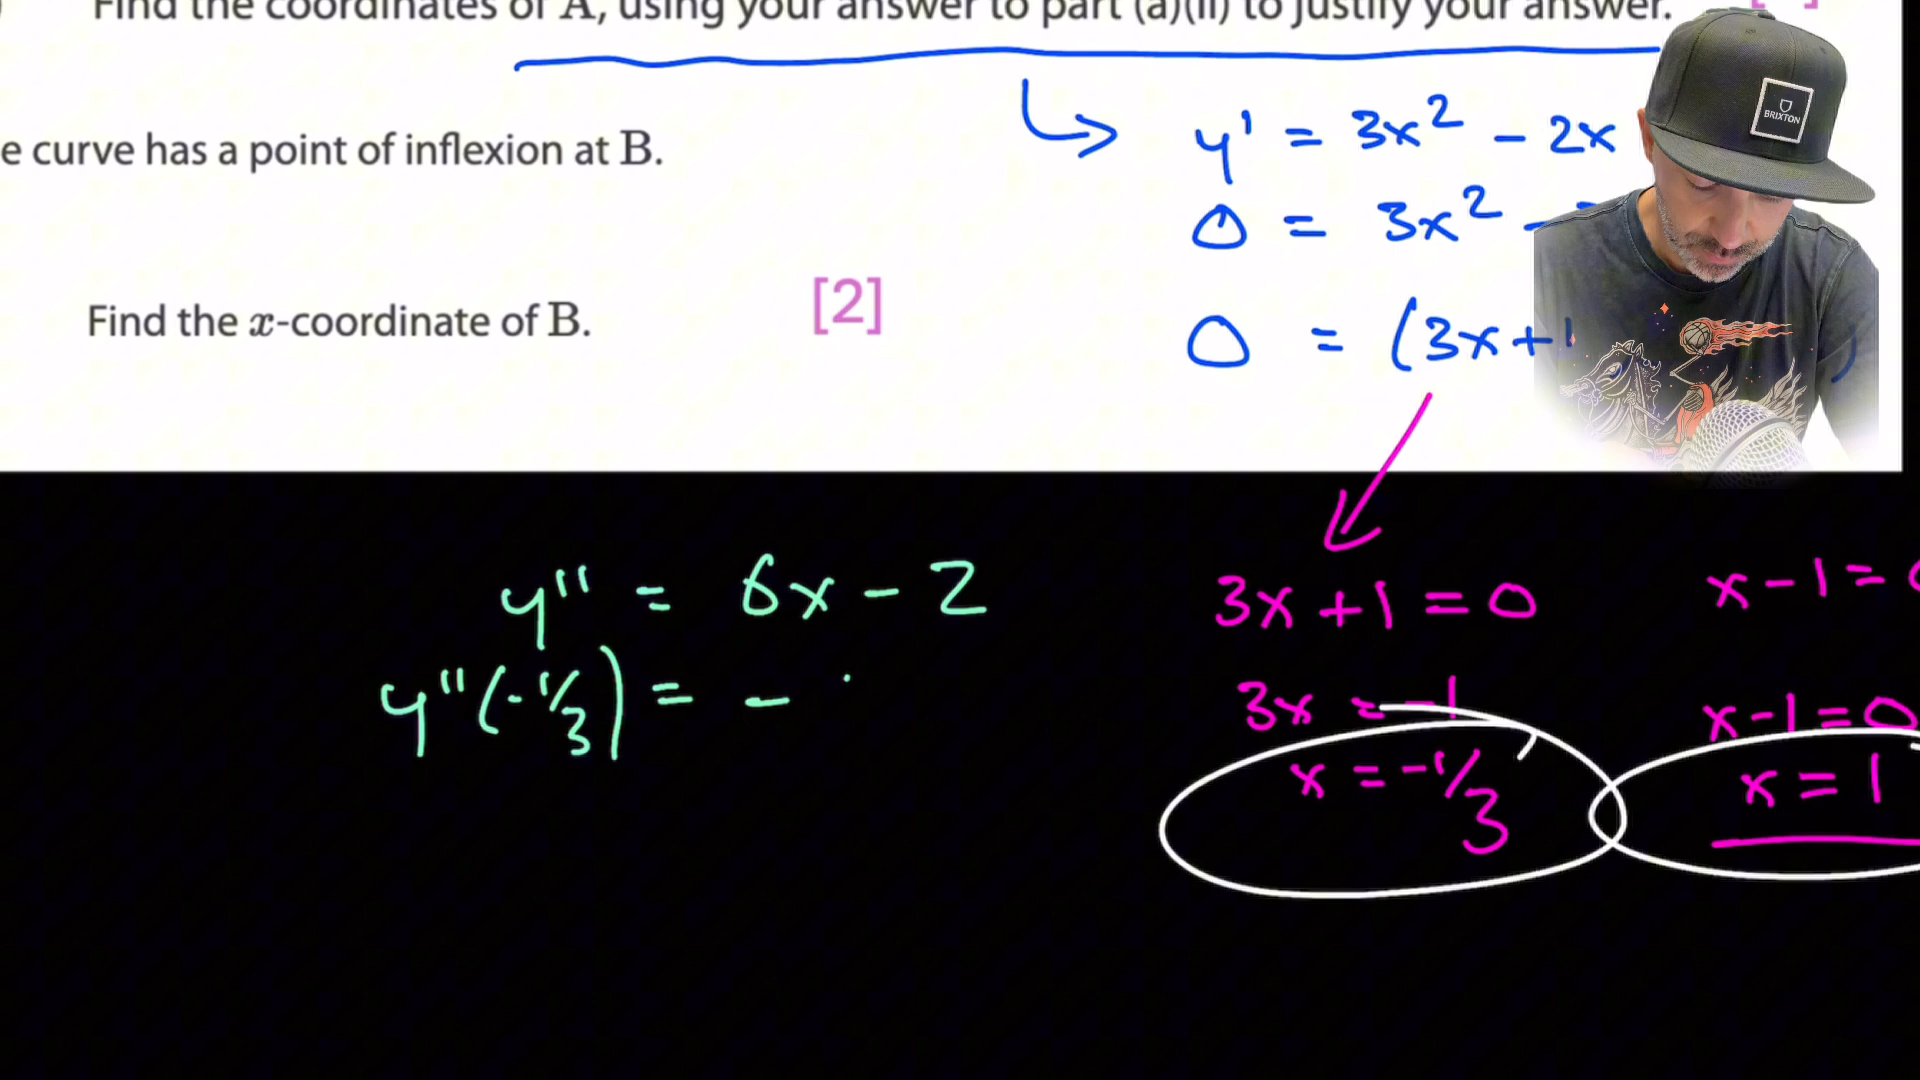 Find the coordinates of A, using your answer to part (a)(ii) to justify your answer.
BRIXTON
y' = 3x² - 2x
e curve has a point of inflexion at B.
0 = 3x² -
Find the x-coordinate of B. [2]
0 = (3x+1 )
y'' = 6x - 2
3x + 1 = 0
x - 1 =
y''(-1/3) = -
3x = -1
x - 1 = 0
x = -1/3
x = 1